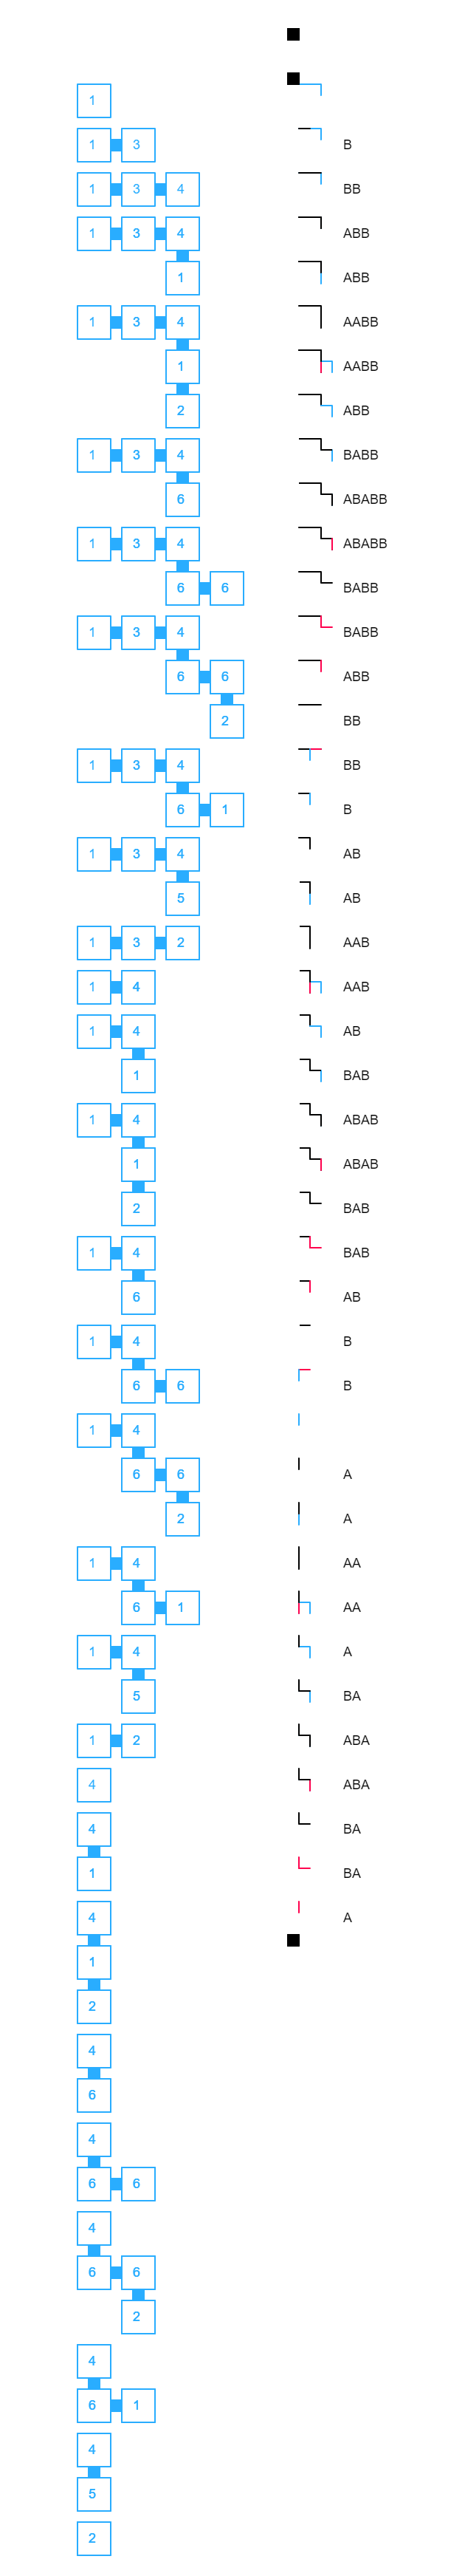 1
1 3 B
1 3 4 BB
1 3 4 ABB
1 ABB
1 3 4 AABB
1 AABB
2 ABB
1 3 4 BABB
6 ABABB
1 3 4 ABABB
6 6 BABB
1 3 4 BABB
6 6 ABB
2 BB
1 3 4 BB
6 1 B
1 3 4 AB
5 AB
1 3 2 AAB
1 4 AAB
1 4 AB
1 BAB
1 4 ABAB
1 ABAB
2 BAB
1 4 BAB
6 AB
1 4 B
6 6 B
1 4
6 6 A
2 A
1 4 AA
6 1 AA
1 4 A
5 BA
1 2 ABA
4 ABA
4 BA
1 BA
4 A
1
2
4
6
4
6 6
4
6 6
2
4
6 1
4
5
2